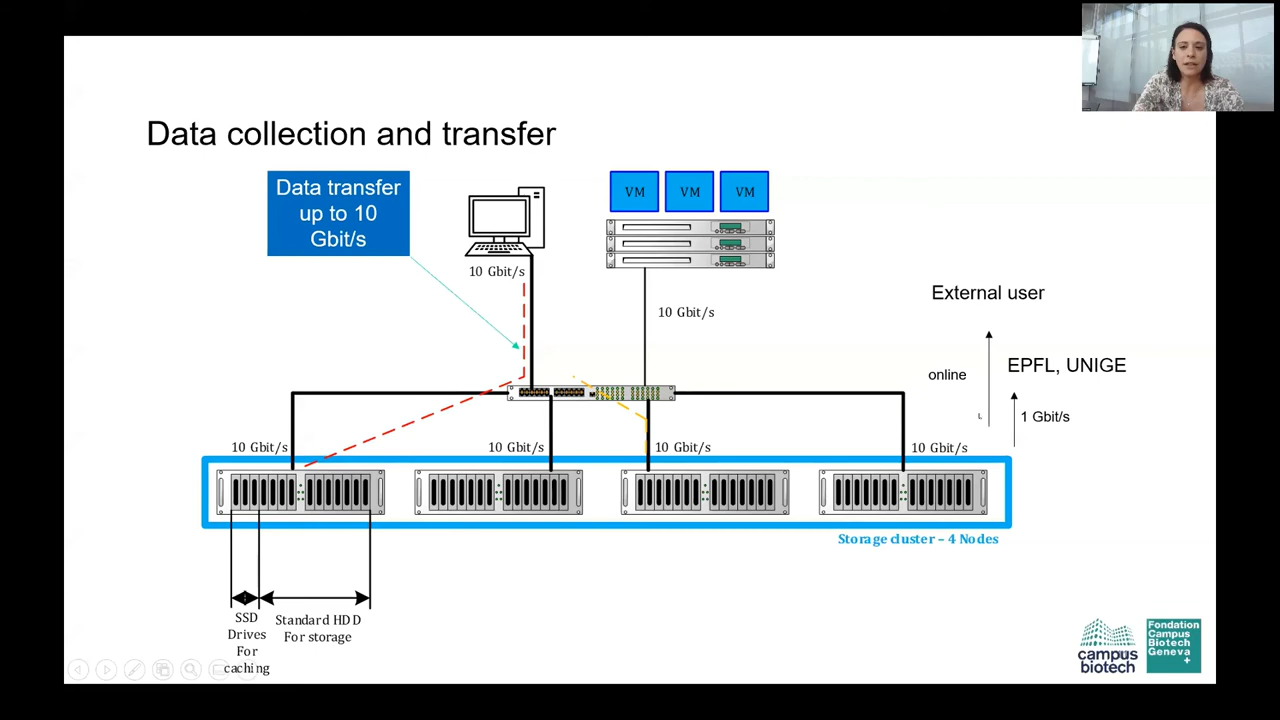 Data collection and transfer
Data transfer
up to 10
Gbit/s
VM VM VM
10 Gbit/s
10 Gbit/s
External user
online
EPFL, UNIGE
1 Gbit/s
10 Gbit/s
10 Gbit/s
10 Gbit/s
10 Gbit/s
Storage cluster – 4 Nodes
SSD
Drives
For
caching
Standard HDD
For storage
campus
biotech
Fondation
Campus
Biotech
Geneva